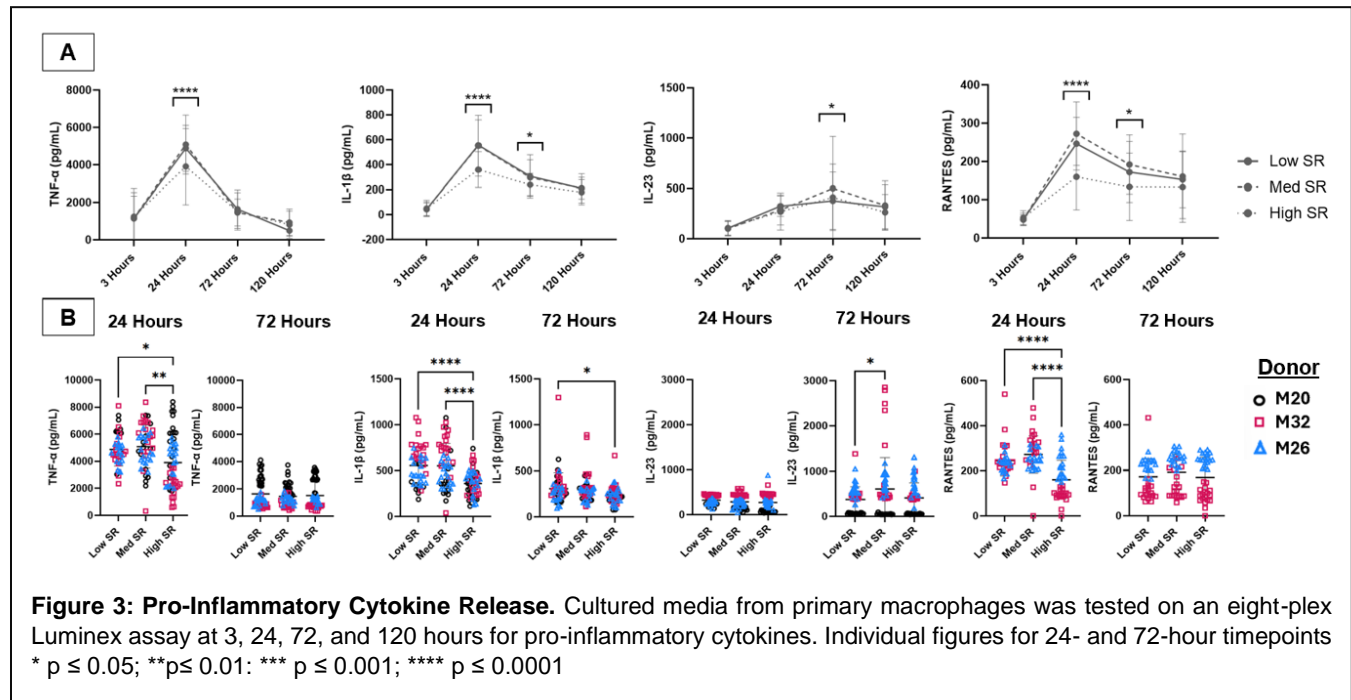 A
TNF-α (pg/mL)
8000
6000
4000
2000
0
****
3 Hours
24 Hours
72 Hours
120 Hours
IL-1β (pg/mL)
1000
800
600
400
200
0
-200
****
*
3 Hours
24 Hours
72 Hours
120 Hours
IL-23 (pg/mL)
1500
1000
500
0
*
3 Hours
24 Hours
72 Hours
120 Hours
RANTES (pg/mL)
400
300
200
100
0
****
*
3 Hours
24 Hours
72 Hours
120 Hours
Low SR
Med SR
High SR
B
24 Hours
TNF-α (pg/mL)
10000
8000
6000
4000
2000
0
*
**
Low SR
Med SR
High SR
72 Hours
TNF-α (pg/mL)
10000
8000
6000
4000
2000
0
Low SR
Med SR
High SR
24 Hours
IL-1β (pg/mL)
1500
1000
500
0
****
****
Low SR
Med SR
High SR
72 Hours
IL-1β (pg/mL)
1500
1000
500
0
*
Low SR
Med SR
High SR
24 Hours
IL-23 (pg/mL)
3000
2000
1000
0
Low SR
Med SR
High SR
72 Hours
IL-23 (pg/mL)
3000
2000
1000
0
*
Low SR
Med SR
High SR
24 Hours
RANTES (pg/mL)
600
400
200
0
****
****
Low SR
Med SR
High SR
72 Hours
RANTES (pg/mL)
600
400
200
0
Low SR
Med SR
High SR
Donor
M20
M32
M26
Figure 3: Pro-Inflammatory Cytokine Release. Cultured media from primary macrophages was tested on an eight-plex
Luminex assay at 3, 24, 72, and 120 hours for pro-inflammatory cytokines. Individual figures for 24- and 72-hour timepoints
* p ≤ 0.05; **p≤ 0.01: *** p ≤ 0.001; **** p ≤ 0.0001